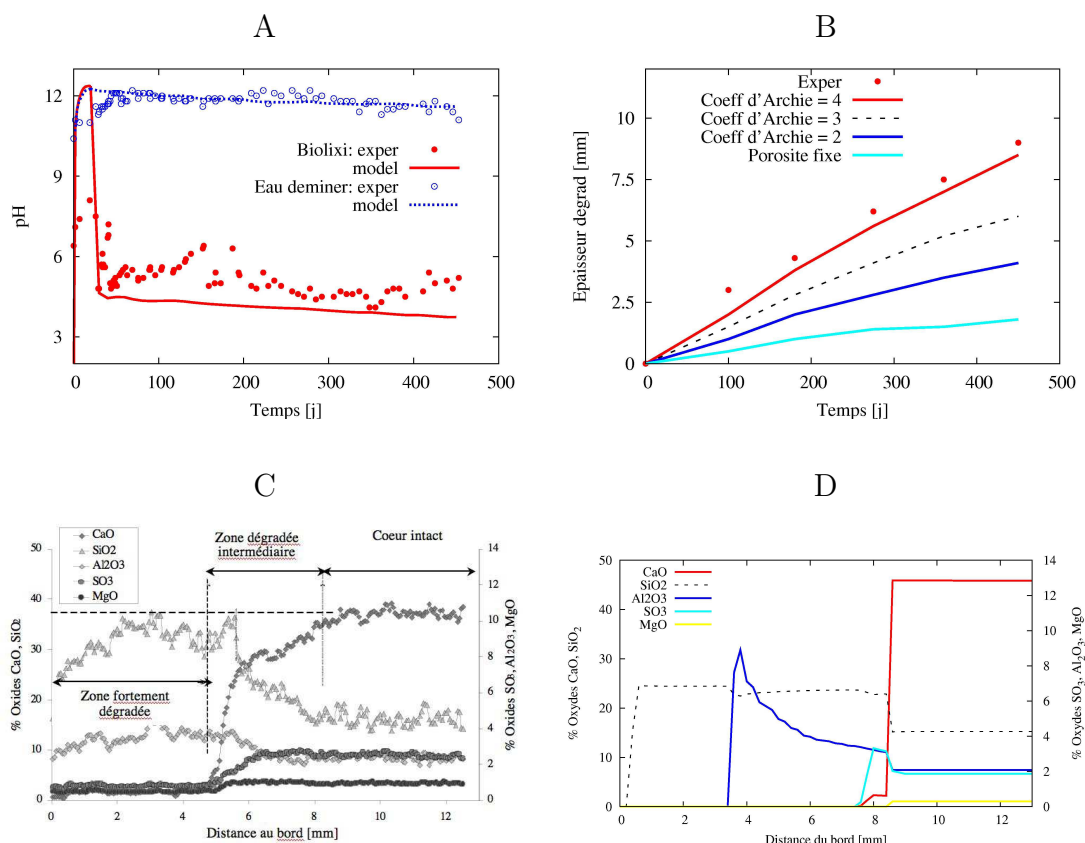 A
12
9
6
3
pH
Biolixi: exper
model
Eau deminer: exper
model
0
100
200
300
400
500
Temps [j]
B
10
7.5
5
2.5
0
Epaisseur degrad [mm]
Exper
Coeff d'Archie = 4
Coeff d'Archie = 3
Coeff d'Archie = 2
Porosite fixe
0
100
200
300
400
500
Temps [j]
C
CaO
SiO2
Al2O3
SO3
MgO
Zone dégradée
intermédiaire
Coeur intact
Zone fortement
dégradée
50
40
30
20
10
0
% Oxides CaO, SiO2
14
12
10
8
6
4
2
0
% Oxides SO3, Al2O3, MgO
0
2
4
6
8
10
12
Distance au bord [mm]
D
CaO
SiO2
Al2O3
SO3
MgO
50
40
30
20
10
0
% Oxydes CaO, SiO2
14
12
10
8
6
4
2
0
% Oxides SO3, Al2O3, MgO
0
2
4
6
8
10
12
Distance du bord [mm]